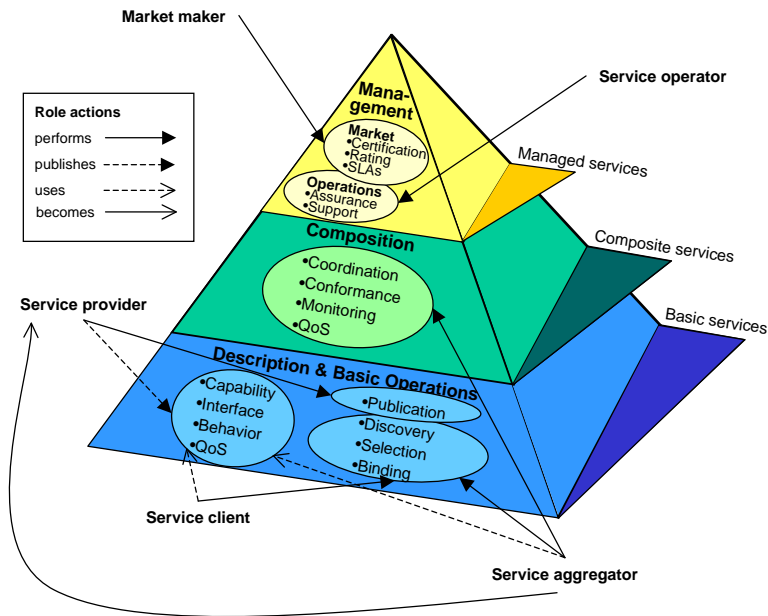 Market maker
Service operator
Role actions
performs
publishes
uses
becomes
Mana-
gement
Market
•Certification
•Rating
•SLAs
Operations
•Assurance
•Support
Managed services
Composition
•Coordination
•Conformance
•Monitoring
•QoS
Composite services
Service provider
Basic services
Description & Basic Operations
•Capability
•Interface
•Behavior
•QoS
•Publication
•Discovery
•Selection
•Binding
Service client
Service aggregator